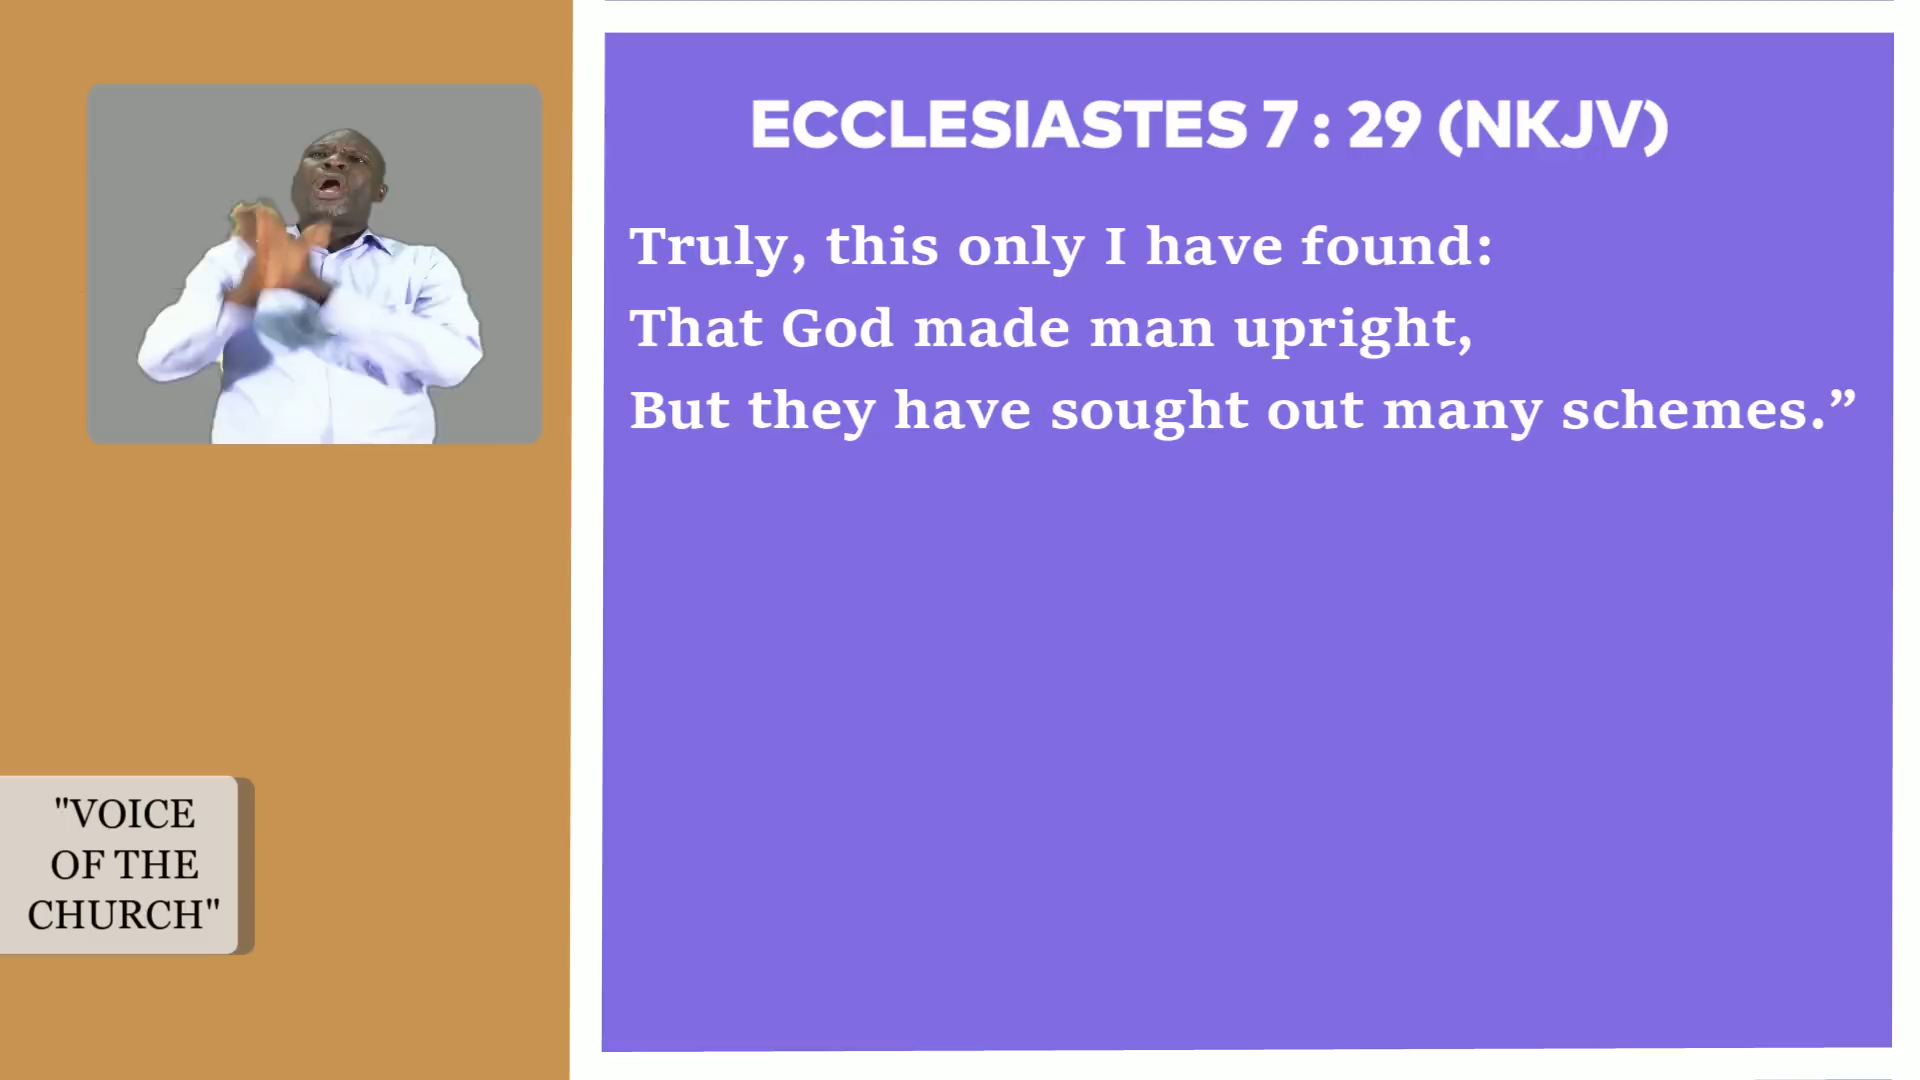 ECCLESIASTES 7 : 29 (NKJV)
Truly, this only I have found:
That God made man upright,
But they have sought out many schemes.”
"VOICE
OF THE
CHURCH"